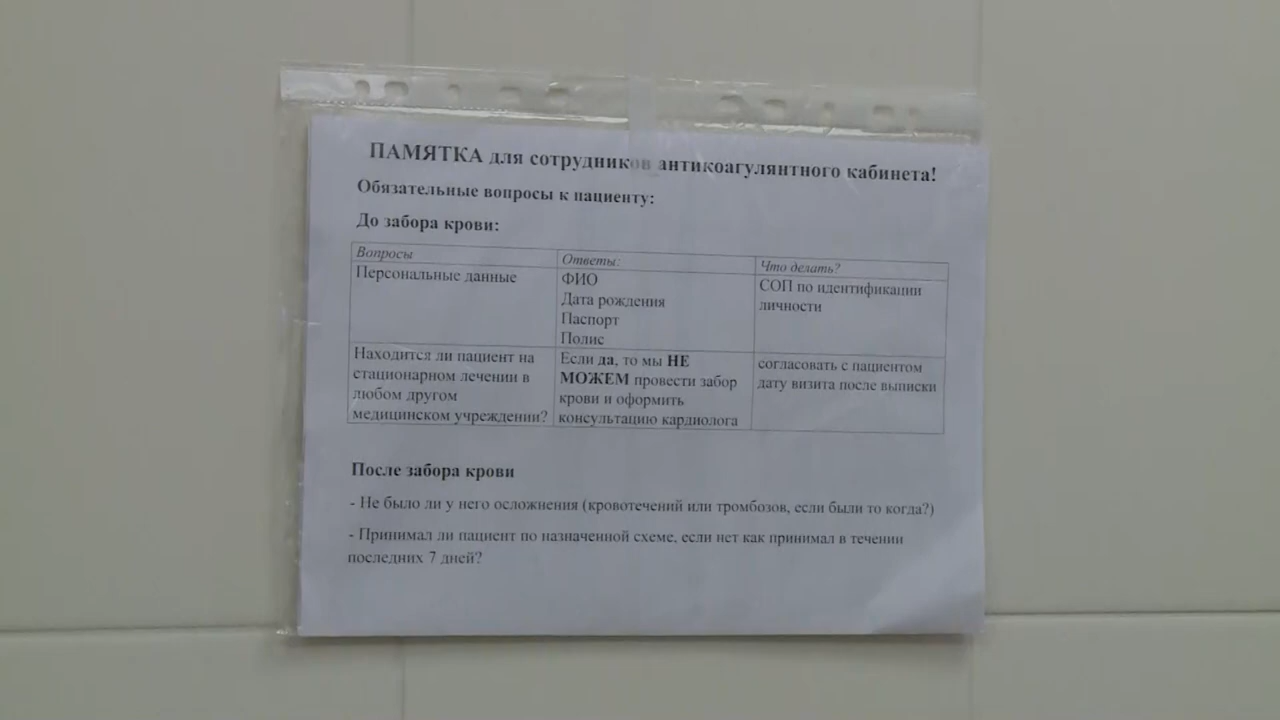 ПАМЯТКА для сотрудников антикоагулянтного кабинета!
Обязательные вопросы к пациенту:
До забора крови:
Вопросы
Ответы:
Что делать?
Персональные данные
ФИО
Дата рождения
Паспорт
Полис
СОП по идентификации
личности
Находится ли пациент на
стационарном лечении в
любом другом
медицинском учреждении?
Если да, то мы НЕ
МОЖЕМ провести забор
крови и оформить
консультацию кардиолога
согласовать с пациентом
дату визита после выписки
После забора крови
- Не было ли у него осложнения (кровотечений или тромбозов, если были то когда?)
- Принимал ли пациент по назначенной схеме, если нет как принимал в течении
последних 7 дней?